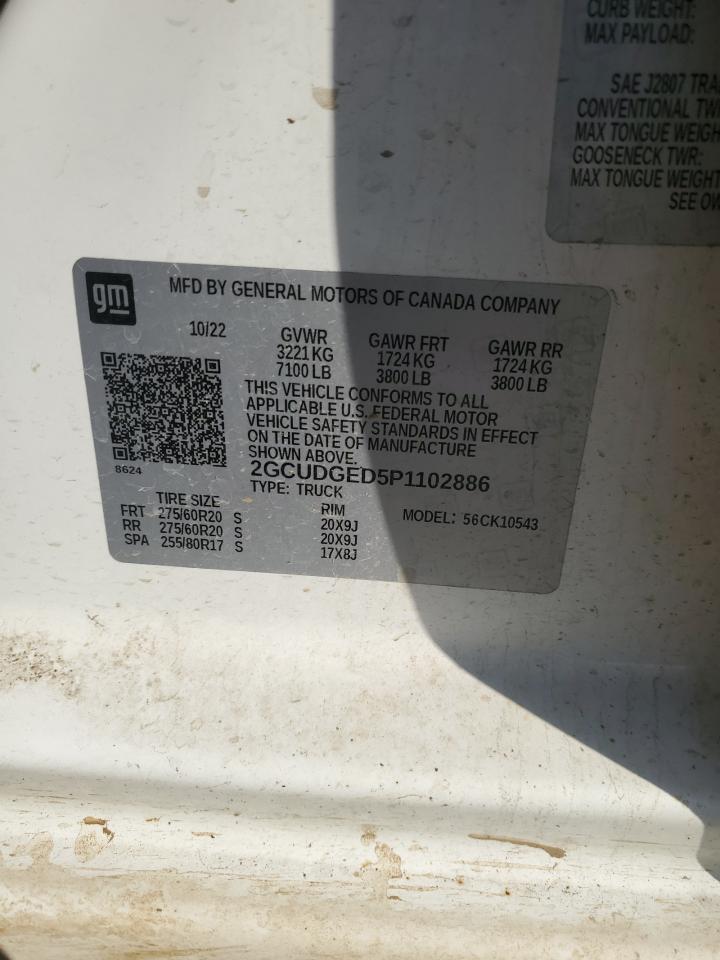 CURB WEIGHT:
MAX PAYLOAD:
SAE J2807
CONVENTIONAL
MAX TONGUE
GOOSENECK TWR:
MAX TONGUE WEIGHT
SEE
gm
MFD BY GENERAL MOTORS OF CANADA COMPANY
10/22 GVWR GAWR FRT GAWR RR
3221 KG 1724 KG 1724 KG
7100 LB 3800 LB 3800 LB
THIS VEHICLE CONFORMS TO ALL
APPLICABLE U.S. FEDERAL MOTOR
VEHICLE SAFETY STANDARDS IN EFFECT
ON THE DATE OF MANUFACTURE
SHOWN ABOVE.
8624
2GCUDGED5P1102886
TYPE: TRUCK
TIRE SIZE RIM MODEL: 56CK10543
FRT 275/60R20 S 20X9J
RR 275/60R20 S 20X9J
SPA 255/80R17 S 17X8J